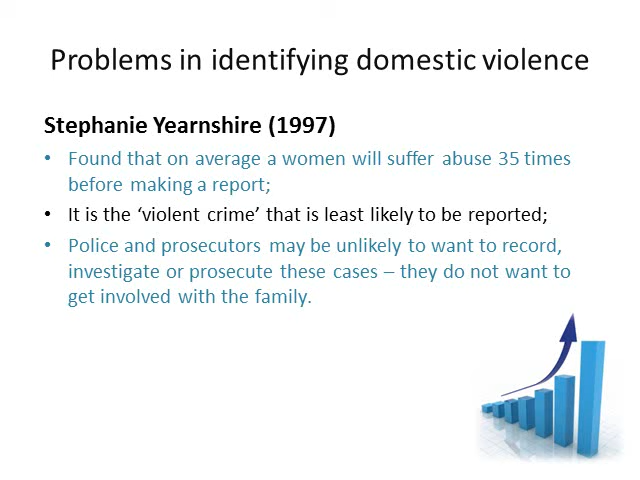 Problems in identifying domestic violence
Stephanie Yearnshire (1997)
• Found that on average a women will suffer abuse 35 times
before making a report;
• It is the ‘violent crime’ that is least likely to be reported;
• Police and prosecutors may be unlikely to want to record,
investigate or prosecute these cases – they do not want to
get involved with the family.